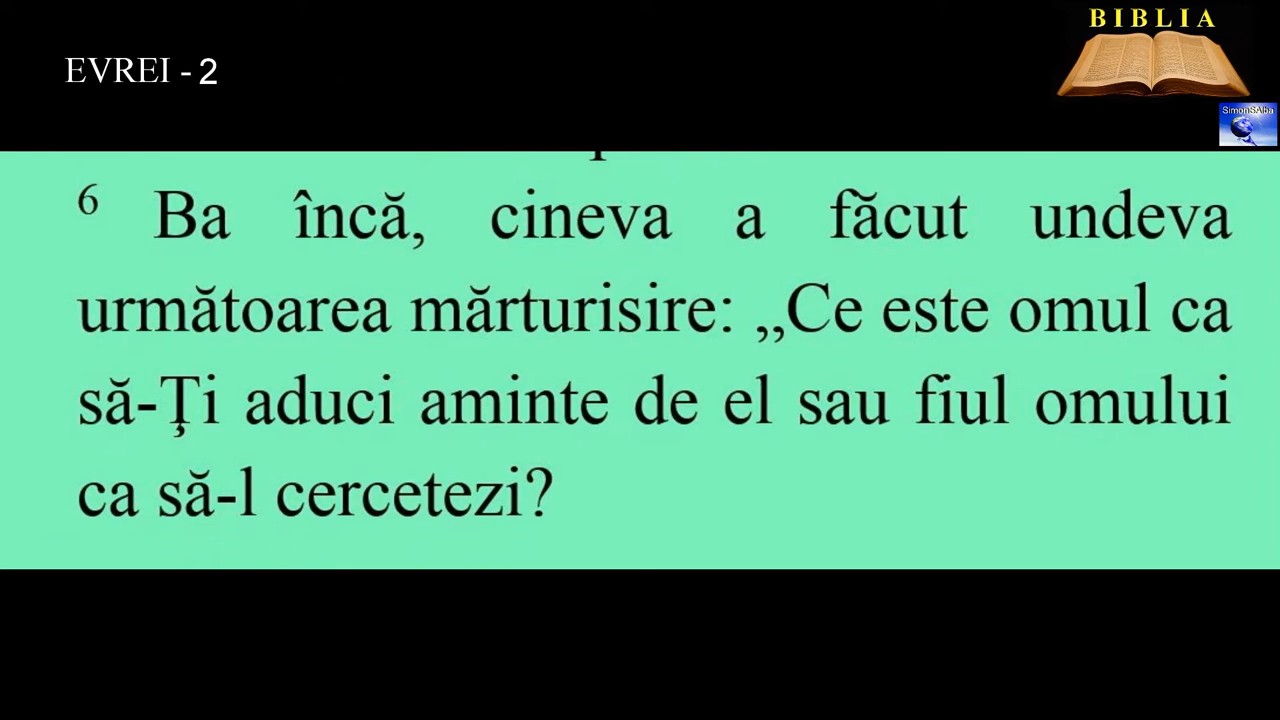 BIBLIA
EVREI - 2
SimonSAlba
6 Ba încă, cineva a făcut undeva
următoarea mărturisire: „Ce este omul ca
să-Ţi aduci aminte de el sau fiul omului
ca să-l cercetezi?